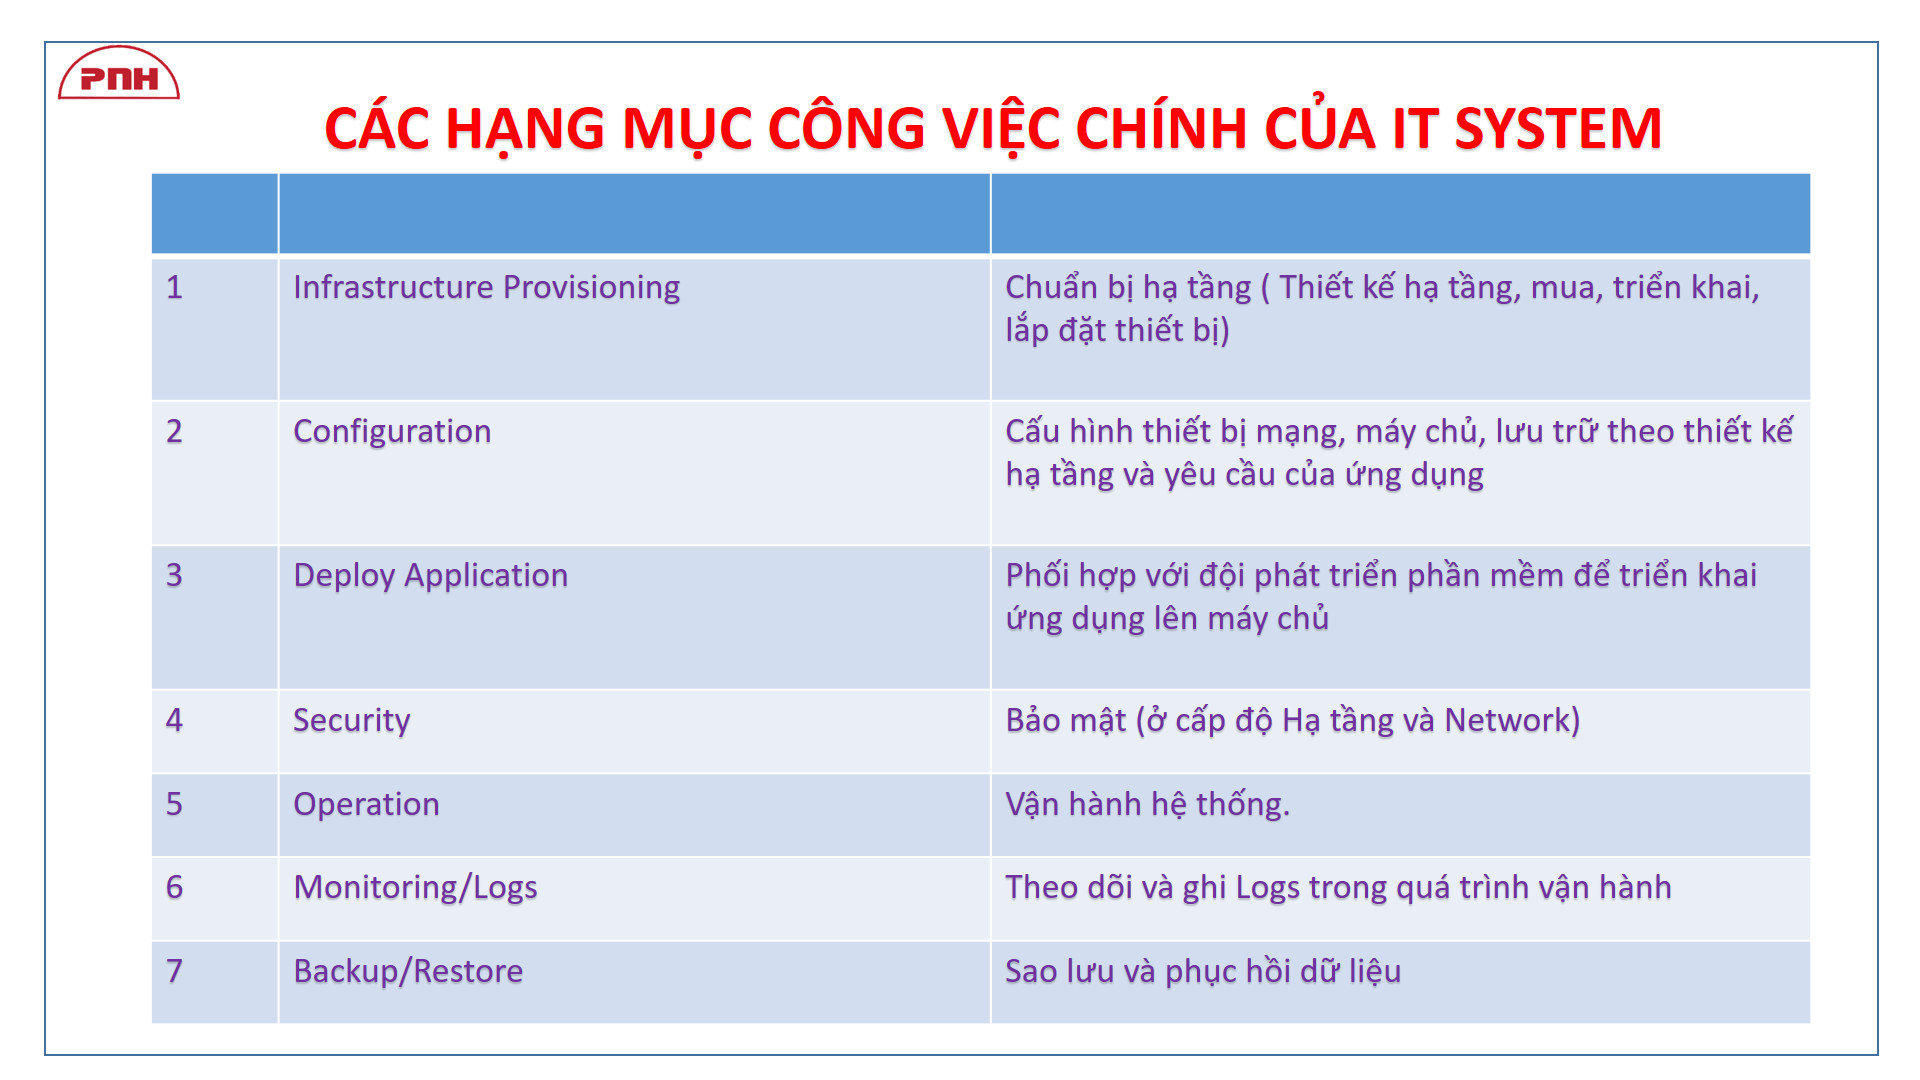 PNH
CÁC HẠNG MỤC CÔNG VIỆC CHÍNH CỦA IT SYSTEM
1 Infrastructure Provisioning Chuẩn bị hạ tầng ( Thiết kế hạ tầng, mua, triển khai,
lắp đặt thiết bị)
2 Configuration Cấu hình thiết bị mạng, máy chủ, lưu trữ theo thiết kế
hạ tầng và yêu cầu của ứng dụng
3 Deploy Application Phối hợp với đội phát triển phần mềm để triển khai
ứng dụng lên máy chủ
4 Security Bảo mật (ở cấp độ Hạ tầng và Network)
5 Operation Vận hành hệ thống.
6 Monitoring/Logs Theo dõi và ghi Logs trong quá trình vận hành
7 Backup/Restore Sao lưu và phục hồi dữ liệu